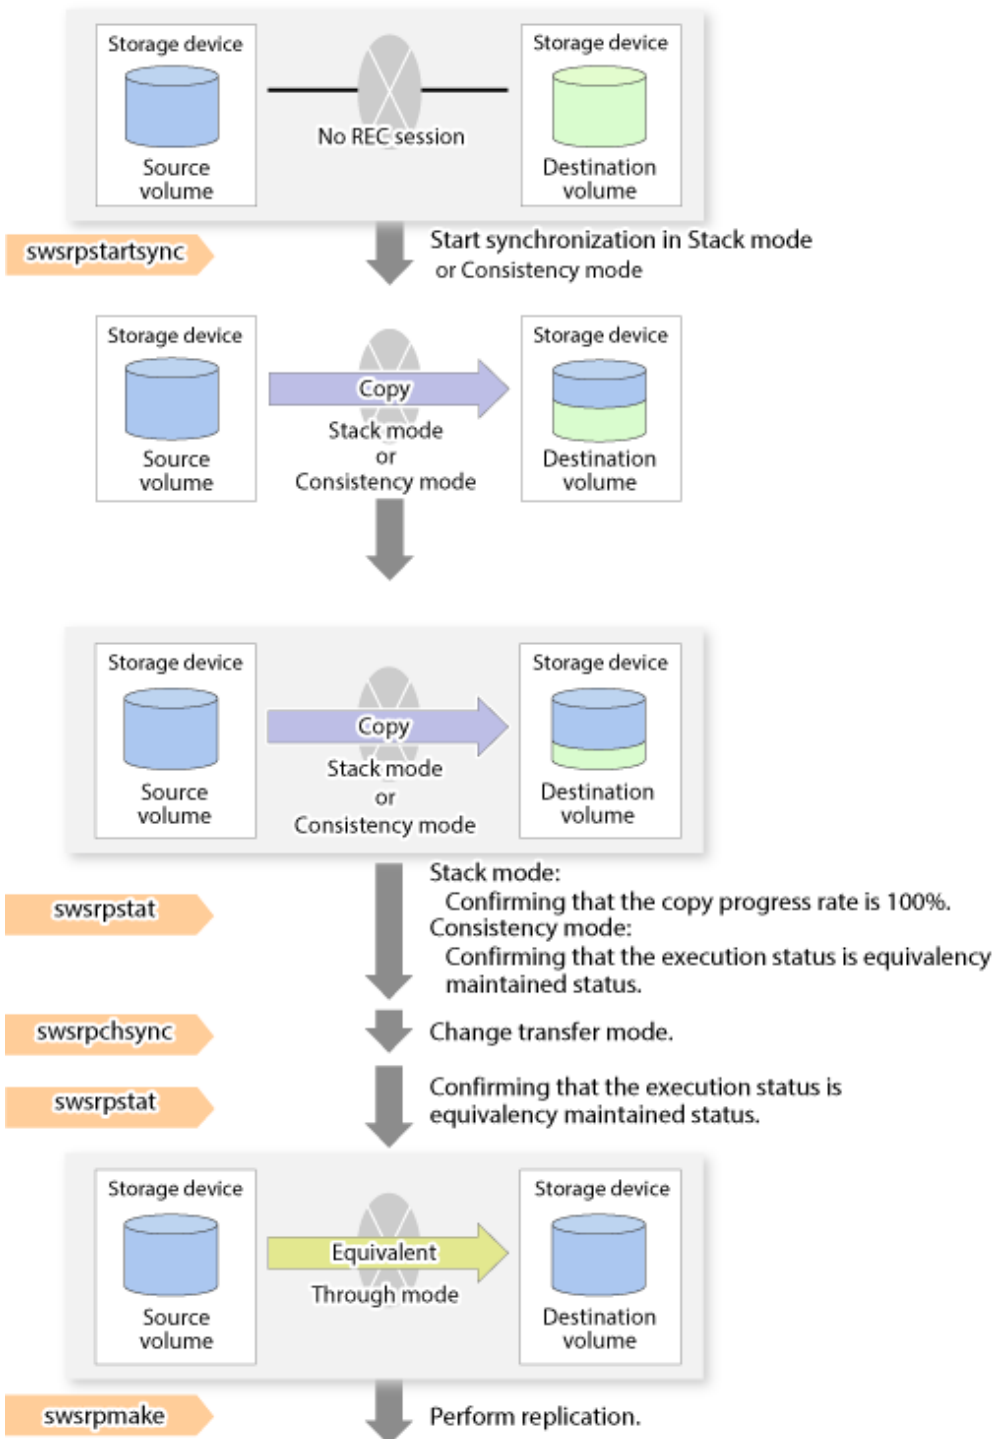 Storage device
Storage device
No REC session
Source
volume
Destination
volume
swsrpstartsync
Start synchronization in Stack mode
or Consistency mode
Storage device
Storage device
Copy
Stack mode
or
Consistency mode
Source
volume
Destination
volume
Storage device
Storage device
Copy
Stack mode
or
Consistency mode
Source
volume
Destination
volume
swsrpstat
Stack mode:
Confirming that the copy progress rate is 100%.
Consistency mode:
Confirming that the execution status is equivalency
maintained status.
swsrpchsync
Change transfer mode.
swsrpstat
Confirming that the execution status is
equivalency maintained status.
Storage device
Storage device
Equivalent
Through mode
Source
volume
Destination
volume
swsrpmake
Perform replication.